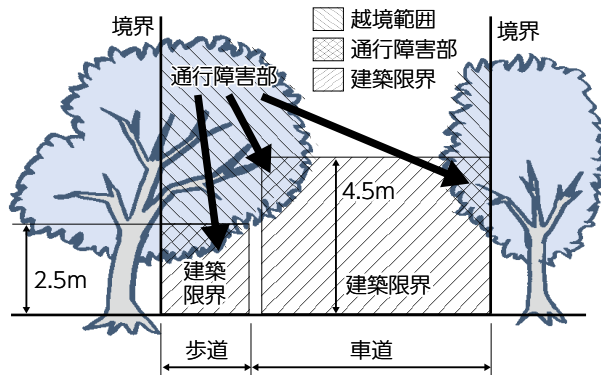 境界
越境範囲
通行障害部
建築限界
境界
通行障害部
4.5m
2.5m
建築
限界
建築限界
歩道
車道